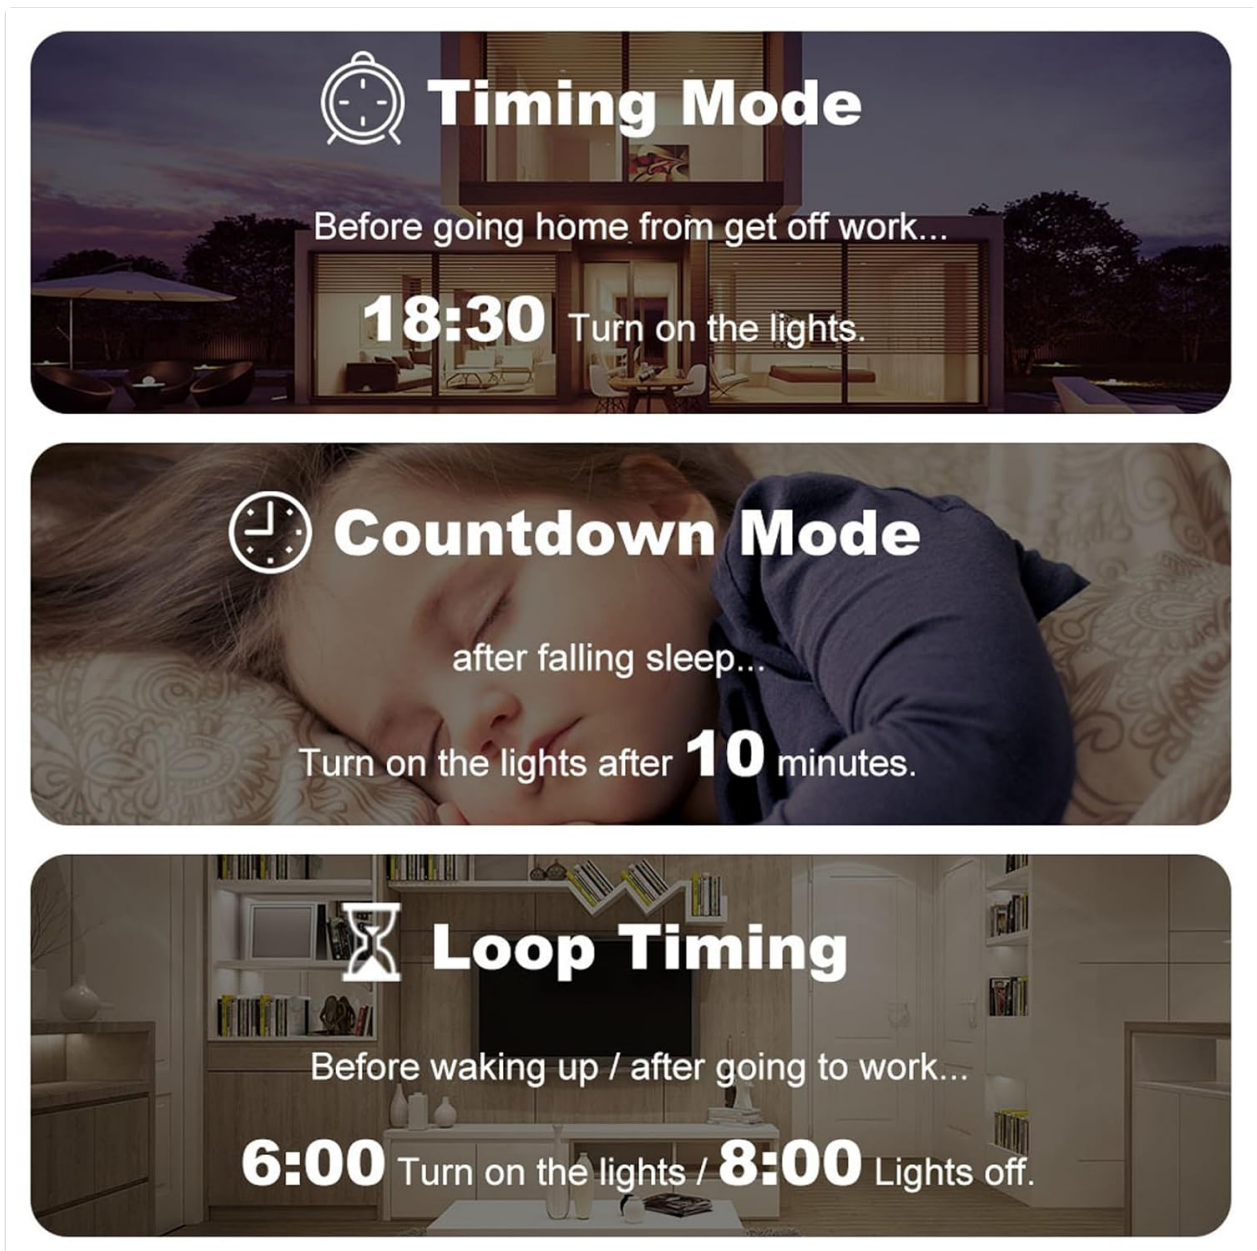 Timing Mode
Before going home from get off work...
18:30 Turn on the lights.
Countdown Mode
after falling sleep...
Turn on the lights after 10 minutes.
Loop Timing
Before waking up / after going to work...
6:00 Turn on the lights / 8:00 Lights off.